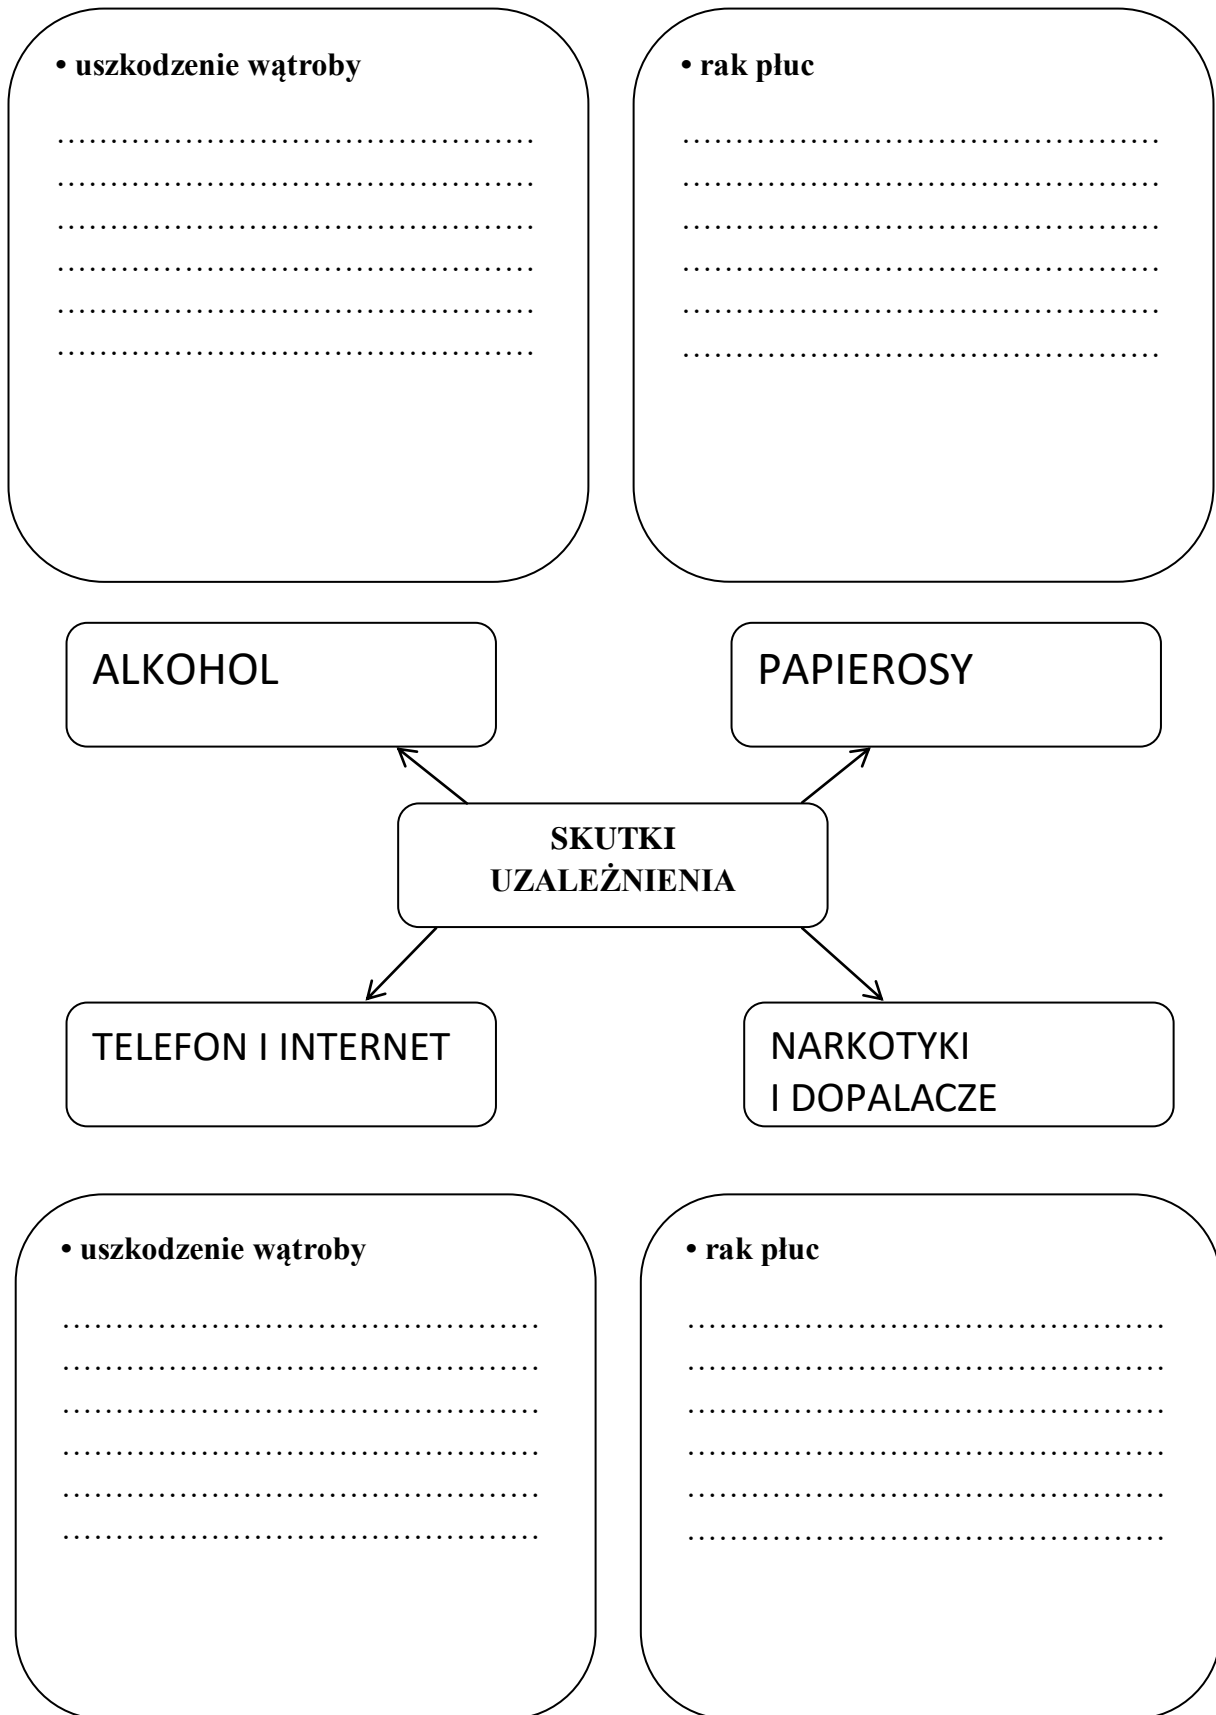 • uszkodzenie wątroby
…………………………………………
…………………………………………
…………………………………………
…………………………………………
…………………………………………
…………………………………………
• rak płuc
…………………………………………
…………………………………………
…………………………………………
…………………………………………
…………………………………………
…………………………………………
ALKOHOL
PAPIEROSY
SKUTKI
UZALEŻNIENIA
TELEFON I INTERNET
NARKOTYKI
I DOPALACZE
• uszkodzenie wątroby
…………………………………………
…………………………………………
…………………………………………
…………………………………………
…………………………………………
…………………………………………
• rak płuc
…………………………………………
…………………………………………
…………………………………………
…………………………………………
…………………………………………
…………………………………………